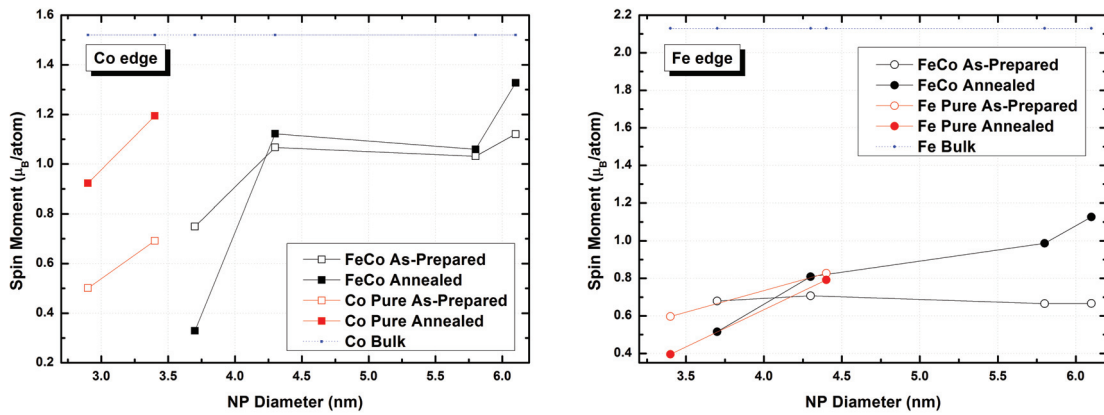 Co edge
Spin Moment (μB/atom)
1.6
1.4
1.2
1.0
0.8
0.6
0.4
0.2
3.0 3.5 4.0 4.5 5.0 5.5 6.0
NP Diameter (nm)
FeCo As-Prepared
FeCo Annealed
Co Pure As-Prepared
Co Pure Annealed
Co Bulk
Fe edge
Spin Moment (μB/atom)
2.2
2.0
1.8
1.6
1.4
1.2
1.0
0.8
0.6
0.4
3.5 4.0 4.5 5.0 5.5 6.0
NP Diameter (nm)
FeCo As-Prepared
FeCo Annealed
Fe Pure As-Prepared
Fe Pure Annealed
Fe Bulk